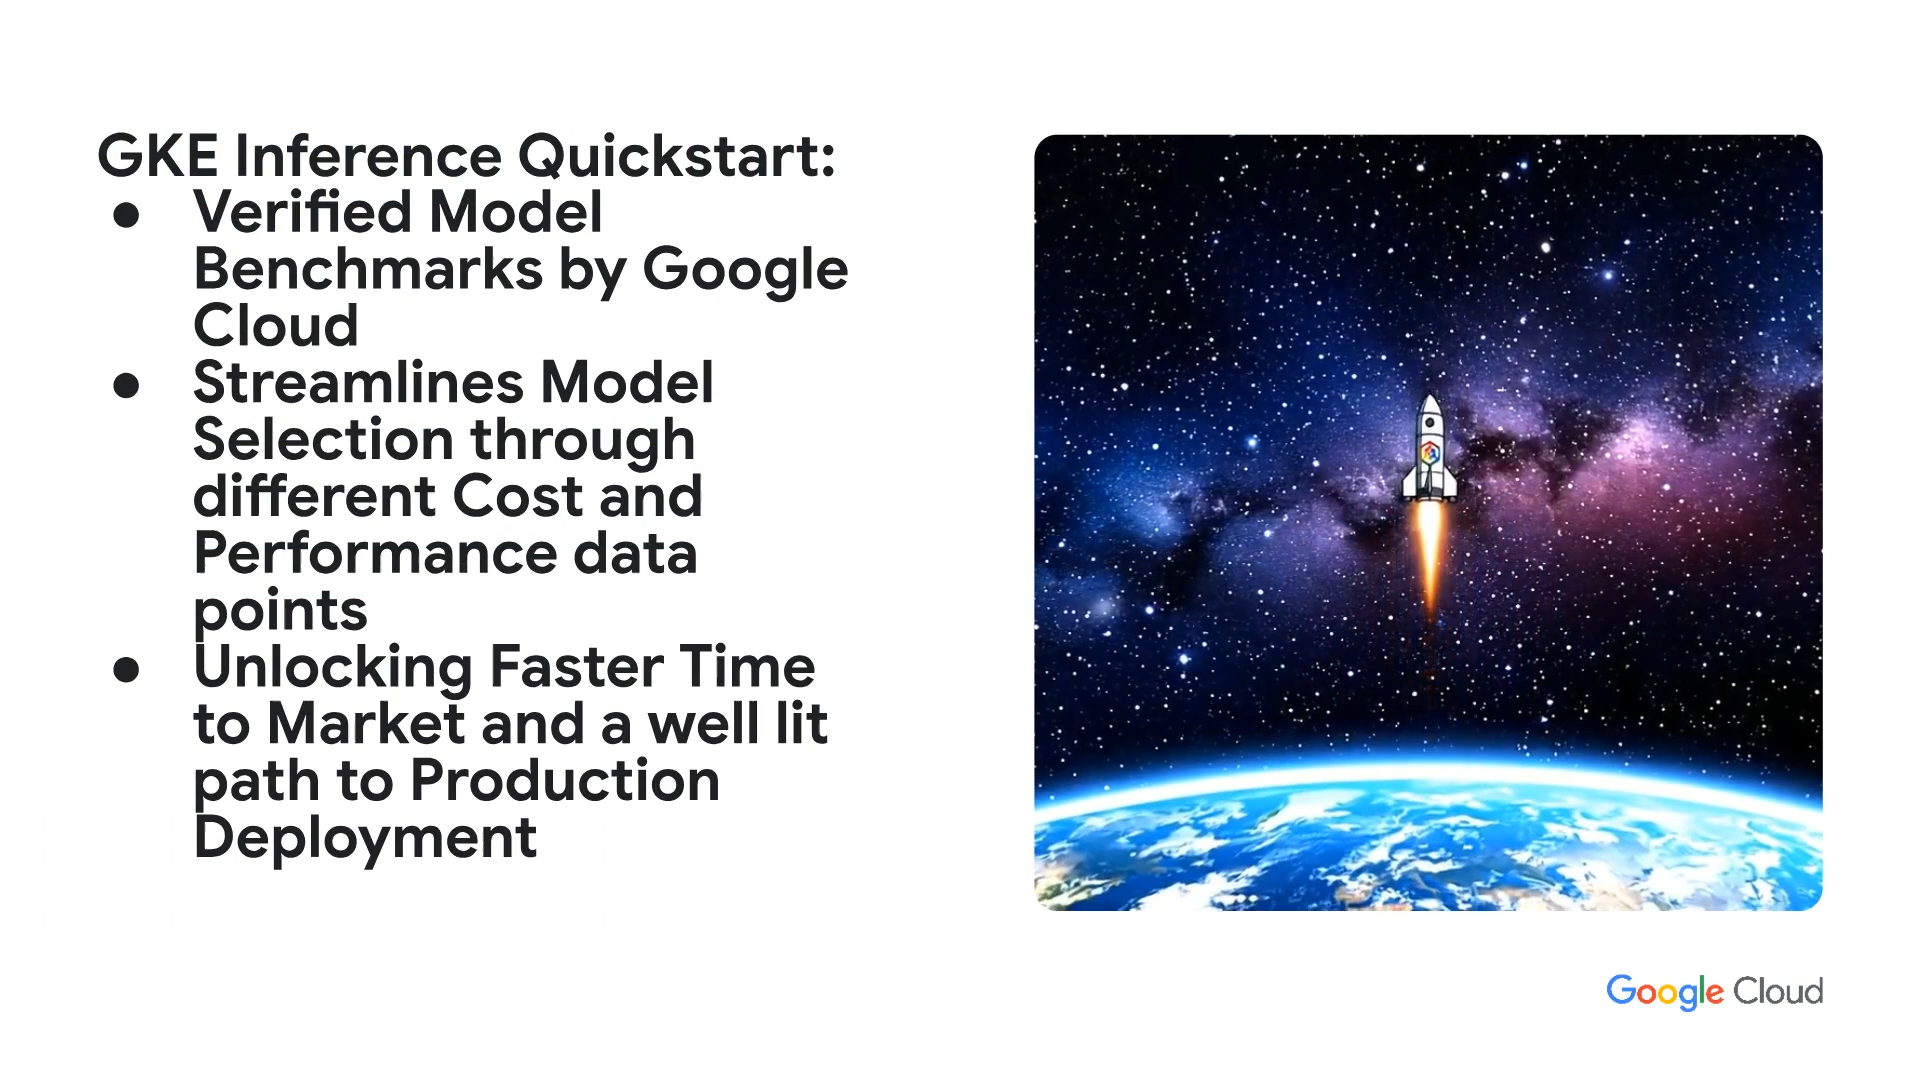 GKE Inference Quickstart:
● Verified Model
Benchmarks by Google
Cloud
● Streamlines Model
Selection through
different Cost and
Performance data
points
● Unlocking Faster Time
to Market and a well lit
path to Production
Deployment
Google Cloud